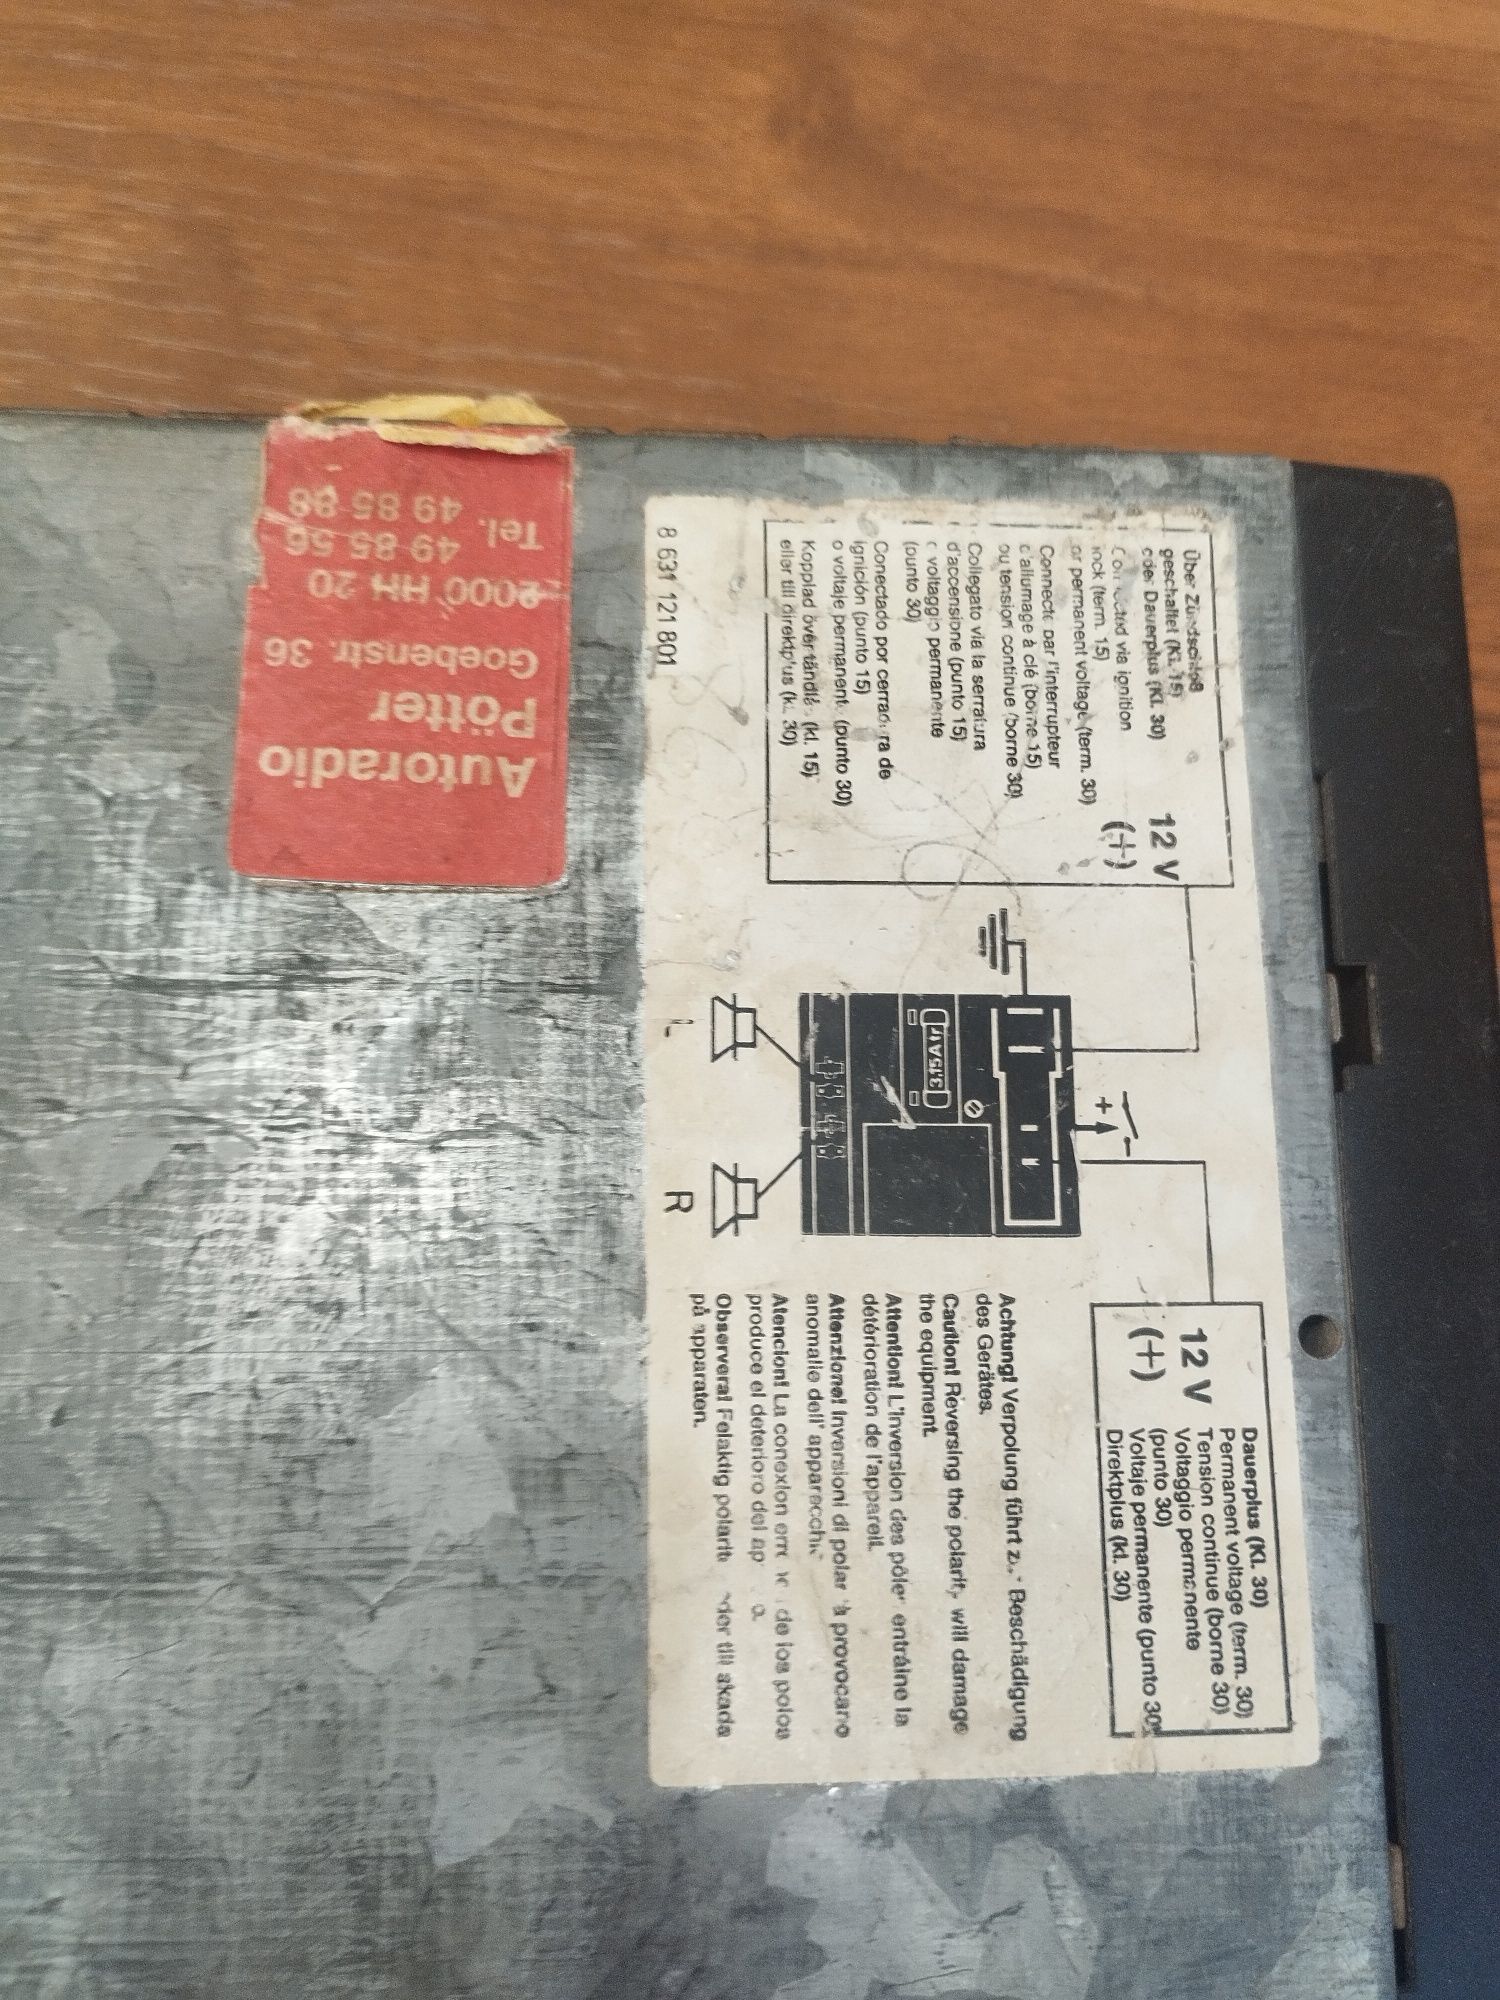 Autoradio
Pötter
Goebenstr. 36
2000 HH 20
49 85 56
Tel. 49 85 88
8 631 121 801
Über Zündschloß
geschaltet (Kl. 15)
oder Dauerplus (Kl. 30)
via ignition
(term. 15)
or permanent voltage (term. 30)
Connecté par l'interrupteur
d'allumage à clé (borne 15)
ou tension continue (borne 30)
Collegato via la serratura
d'accensione (punto 15)
o voltaggio permanente
(punto 30)
Conectado por cerradura de
ignición (punto 15)
o voltaje permanente (punto 30)
Kopplad över tändlås (kl. 15)
eller till direktplus (kl. 30)
12 V
(+)
+
3,15A tr
L
R
12 V
(+)
Dauerplus (Kl. 30)
Permanent voltage (term. 30)
Tension continue (borne 30)
Voltaggio permanente
(punto 30)
Voltaje permanente (punto 30)
Direktplus (kl. 30)
Achtung! Verpolung führt zur Beschädigung
des Gerätes.
Caution! Reversing the polarity will damage
the equipment.
Attention! L'inversion des pôles entraîne la
détérioration de l'appareil.
Attenzione! Inversioni di polarità provocano
anomalie dell' apparecchio.
Atencion! La conexion de los polos
produce el deterioro del
Observera! Felaktig polaritet till skada
på apparaten.